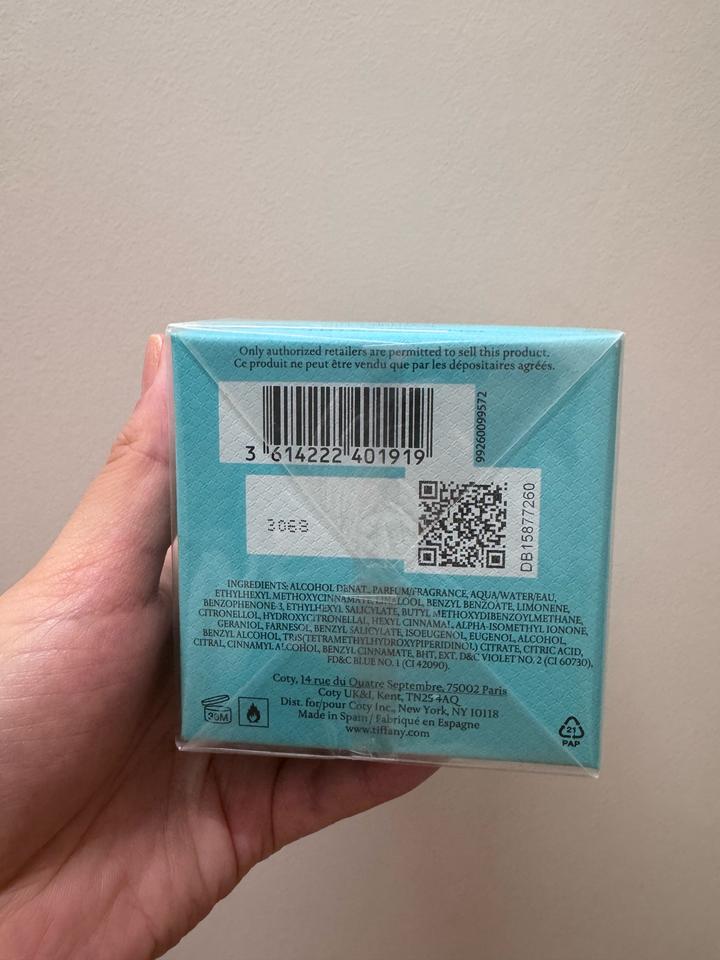 Only authorized retailers are permitted to sell this product.
Ce produit ne peut être vendu que par les dépositaires agréés.
3 614222 401919
99260099572
3068
DB15877260
INGREDIENTS: ALCOHOL DENAT., PARFUM/FRAGRANCE, AQUA/WATER/EAU,
ETHYLHEXYL METHOXYCINNAMATE, LINALOOL, BENZYL BENZOATE, LIMONENE,
BENZOPHENONE-3, ETHYLHEXYL SALICYLATE, BUTYL METHOXYDIBENZOYLMETHANE,
CITRONELLOL, HYDROXYCITRONELLAL, HEXYL CINNAMAL, ALPHA-ISOMETHYL IONONE,
GERANIOL, FARNESOL, BENZYL SALICYLATE, ISOEUGENOL, EUGENOL, ALCOHOL,
BENZYL ALCOHOL, TRIS(TETRAMETHYLHYDROXYPIPERIDINOL) CITRATE, CITRIC ACID,
CITRAL, CINNAMYL ALCOHOL, BENZYL CINNAMATE, BHT, EXT. D&C VIOLET NO. 2 (CI 60730),
FD&C BLUE NO. 1 (CI 42090).
Coty, 14 rue du Quatre Septembre, 75002 Paris
Coty UK&I, Kent, TN25 4AQ
Dist. for/pour Coty Inc., New York, NY 10118
Made in Spain / Fabriqué en Espagne
www.tiffany.com
36M
21
PAP